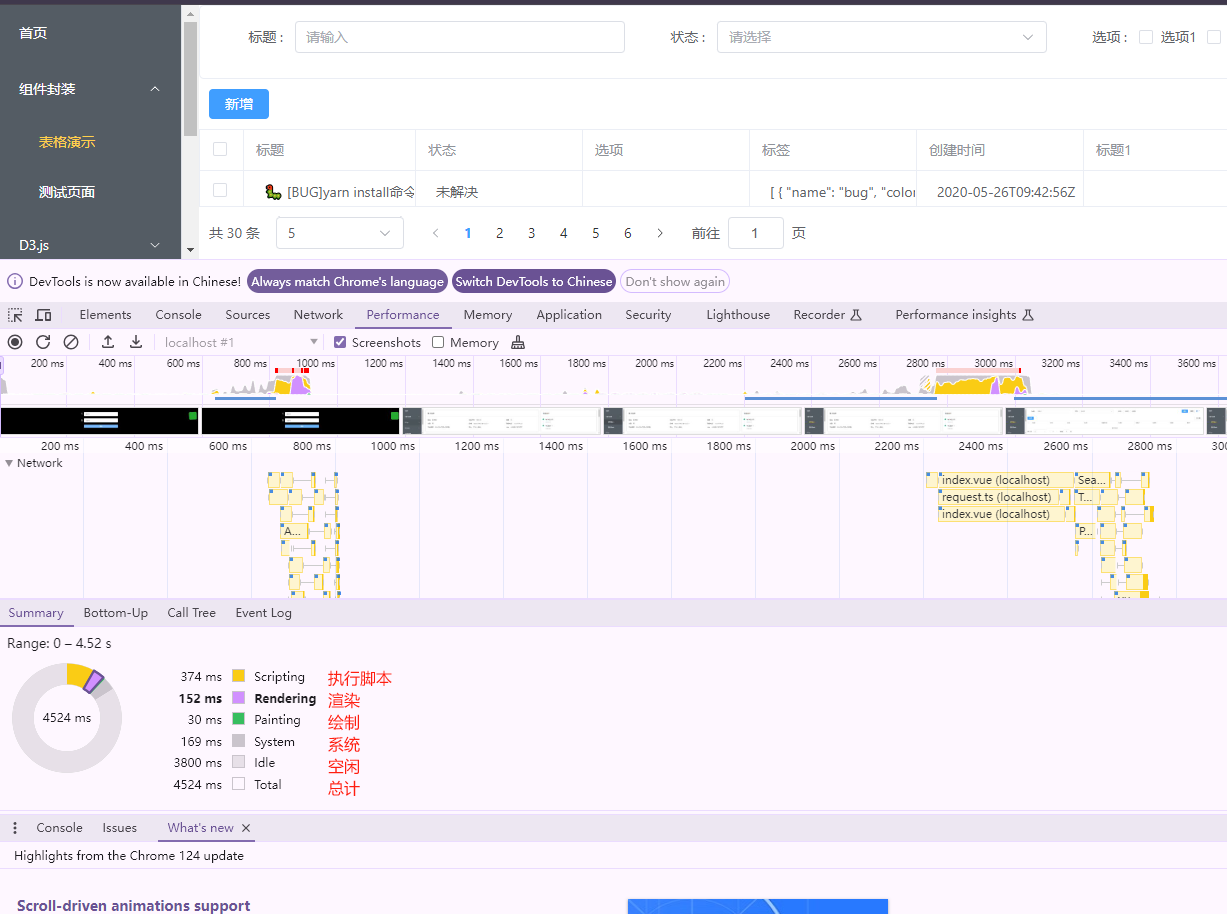 首页
标题 : 请输入 状态 : 请选择 选项 : 选项1
组件封装
新增
表格演示
标题 状态 选项 标签 创建时间 标题1
测试页面
[BUG]yarn install命令 未解决 [ { "name": "bug", "color 2020-05-26T09:42:56Z
D3.js
共 30 条 5 1 2 3 4 5 6 前往 1 页
DevTools is now available in Chinese! Always match Chrome's language Switch DevTools to Chinese Don't show again
Elements Console Sources Network Performance Memory Application Security Lighthouse Recorder Performance insights
localhost #1 Screenshots Memory
200 ms 400 ms 600 ms 800 ms 1000 ms 1200 ms 1400 ms 1600 ms 1800 ms 2000 ms 2200 ms 2400 ms 2600 ms 2800 ms 3000 ms 3200 ms 3400 ms 3600 ms
200 ms 400 ms 600 ms 800 ms 1000 ms 1200 ms 1400 ms 1600 ms 1800 ms 2000 ms 2200 ms 2400 ms 2600 ms 2800 ms 300
Network
index.vue (localhost) Sea...
request.ts (localhost) T...
index.vue (localhost)
A... P...
Summary Bottom-Up Call Tree Event Log
Range: 0 – 4.52 s
4524 ms
374 ms Scripting 执行脚本
152 ms Rendering 渲染
30 ms Painting 绘制
169 ms System 系统
3800 ms Idle 空闲
4524 ms Total 总计
Console Issues What's new
Highlights from the Chrome 124 update
Scroll-driven animations support